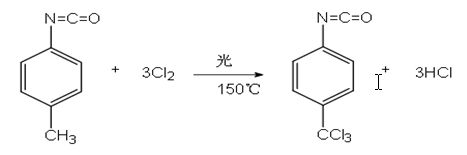 N=C=O
CH3
+
3Cl2
光
150℃
N=C=O
CCl3
+
3HCl